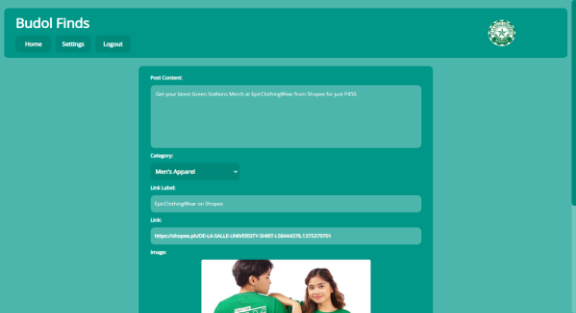 Budol Finds
Home Settings Logout
Post Content:
Get your latest Green Stallions Merch at EpicClothingWear from Shopee for just P450.
Category:
Men's Apparel
Link Label:
EpicClothingWear on Shopee
Link:
Image: